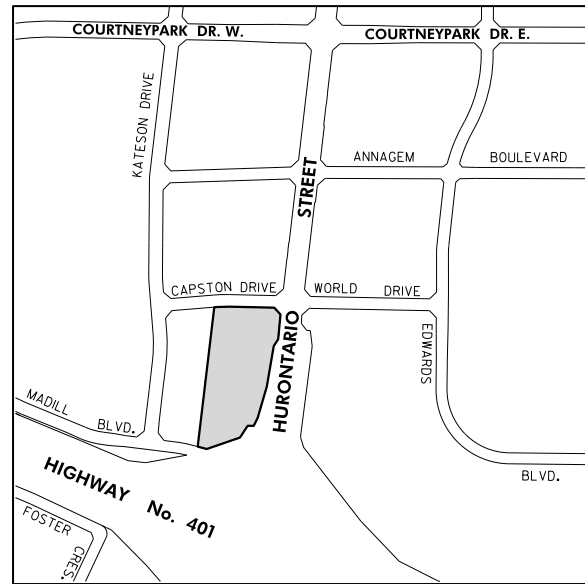 COURTNEYPARK DR. W.
COURTNEYPARK DR. E.
KATESON DRIVE
ANNAGEM BOULEVARD
STREET
CAPSTON DRIVE
WORLD DRIVE
HURONTARIO
EDWARDS
BLVD.
MADILL
BLVD.
HIGHWAY No. 401
FOSTER
CRES.